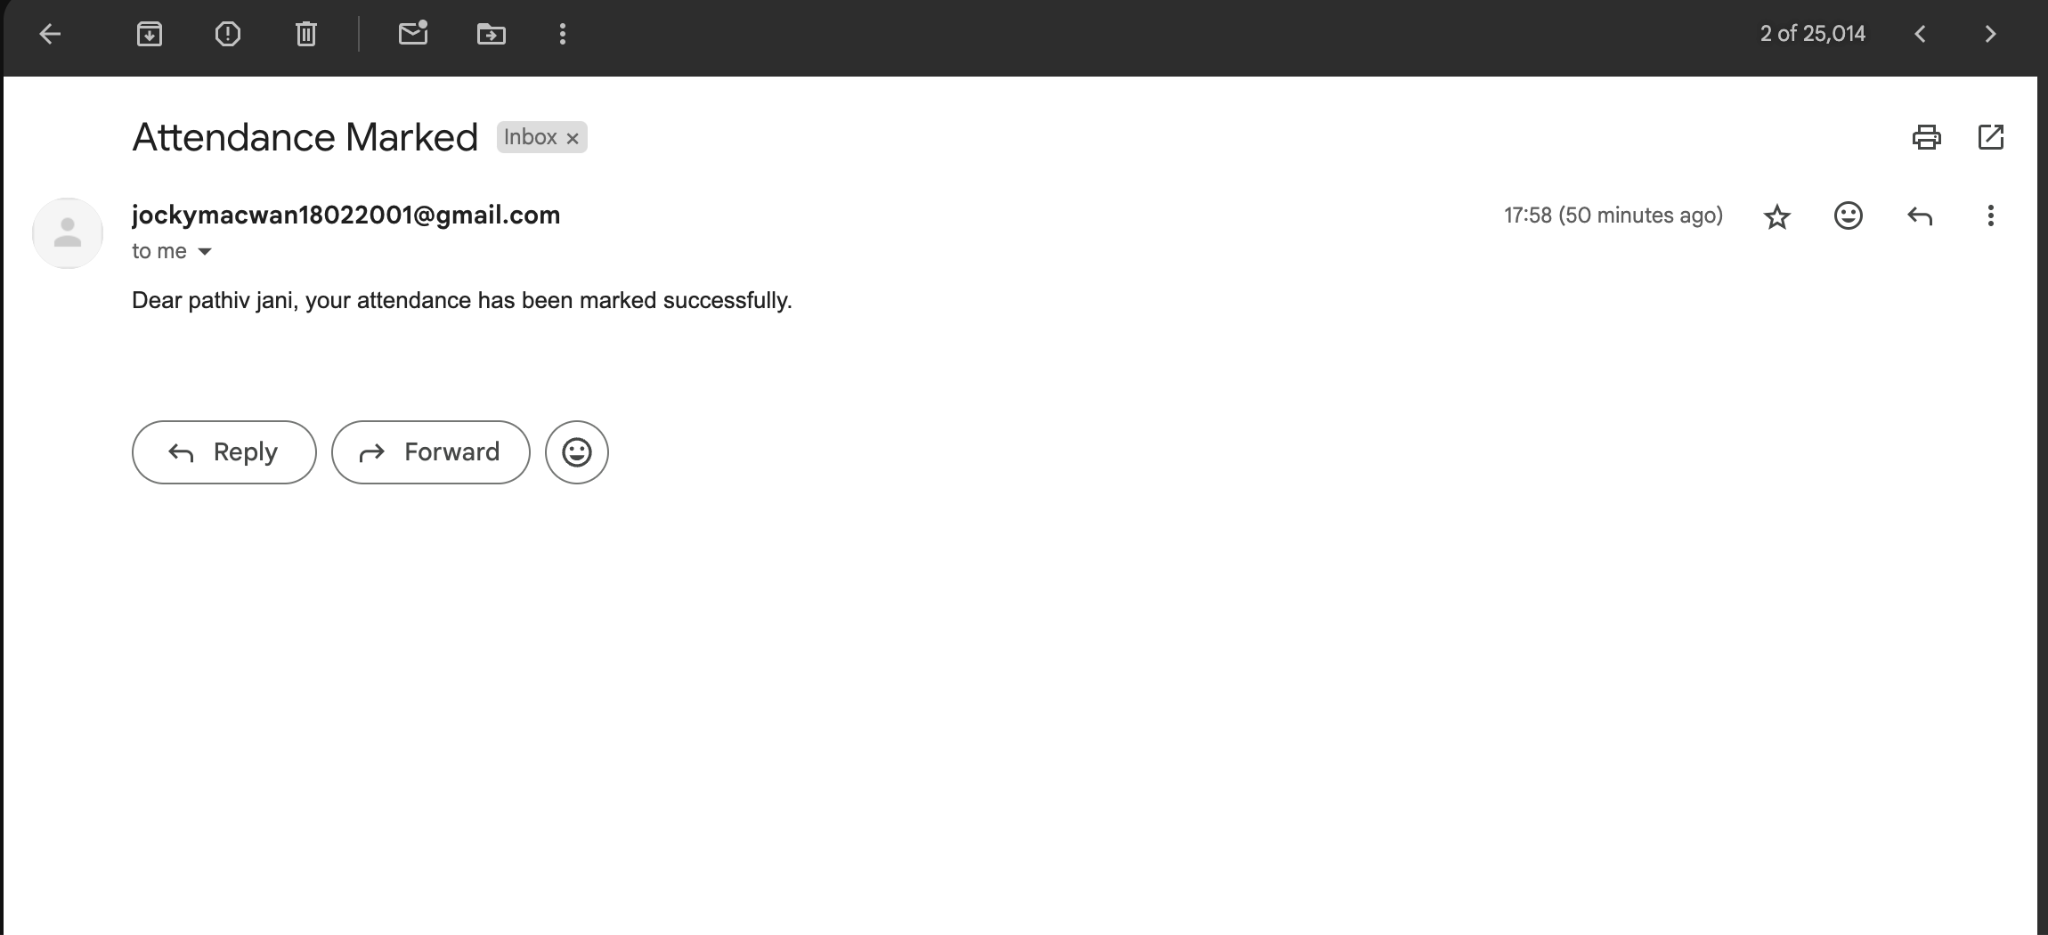 2 of 25,014
Attendance Marked Inbox x
jockymacwan18022001@gmail.com 17:58 (50 minutes ago)
to me
Dear pathiv jani, your attendance has been marked successfully.
Reply Forward